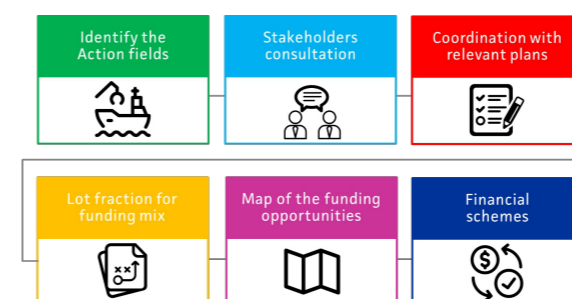 Identify the
Action fields
Stakeholders
consultation
Coordination with
relevant plans
Lot fraction for
funding mix
Map of the funding
opportunities
Financial
schemes